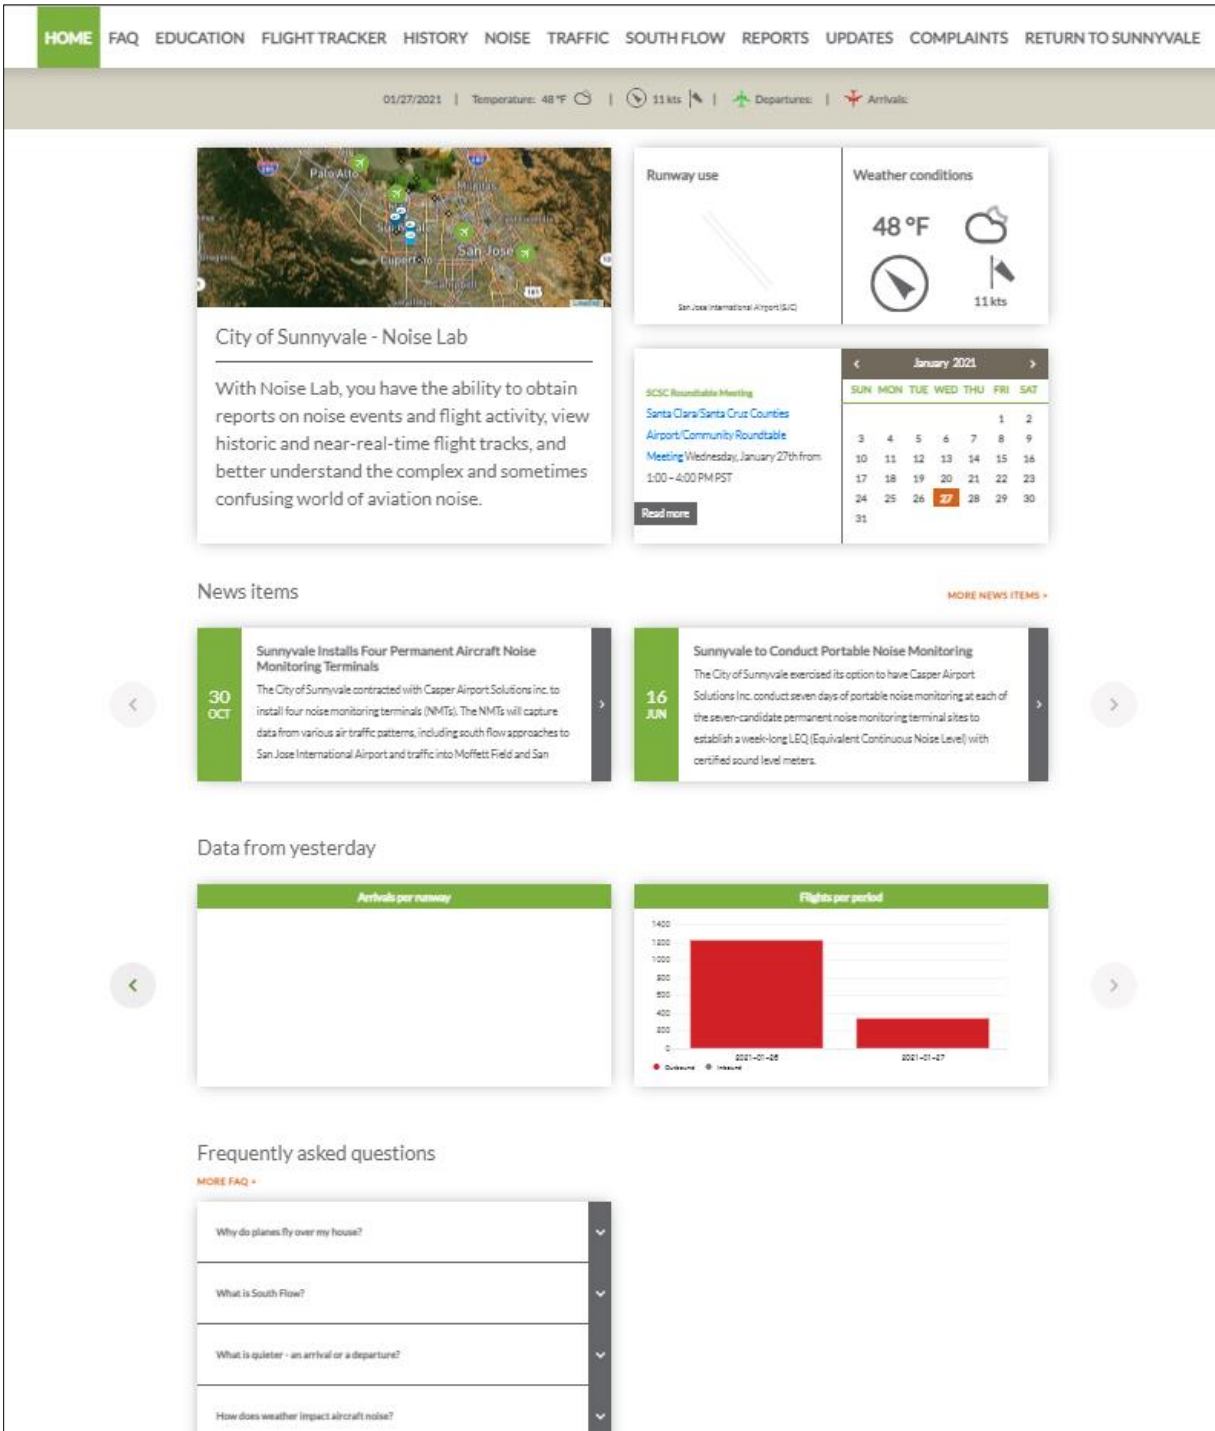 HOME FAQ EDUCATION FLIGHT TRACKER HISTORY NOISE TRAFFIC SOUTH FLOW REPORTS UPDATES COMPLAINTS RETURN TO SUNNYVALE
01/27/2021 | Temperature: 48 °F | 11 kts | Departures: | Arrivals:
Palo Alto
Milpitas
Sunnyvale
San Jose
Cupertino
Campbell
Leaflet
City of Sunnyvale - Noise Lab
With Noise Lab, you have the ability to obtain
reports on noise events and flight activity, view
historic and near-real-time flight tracks, and
better understand the complex and sometimes
confusing world of aviation noise.
Runway use
San Jose International Airport (SJC)
Weather conditions
48 °F
11 kts
SCSC Roundtable Meeting
Santa Clara/Santa Cruz Counties
Airport/Community Roundtable
Meeting Wednesday, January 27th from
1:00 – 4:00 PM PST
Read more
January 2021
SUN MON TUE WED THU FRI SAT
1 2
3 4 5 6 7 8 9
10 11 12 13 14 15 16
17 18 19 20 21 22 23
24 25 26 27 28 29 30
31
News items
MORE NEWS ITEMS »
30
OCT
Sunnyvale Installs Four Permanent Aircraft Noise
Monitoring Terminals
The City of Sunnyvale contracted with Casper Airport Solutions inc. to
install four noise monitoring terminals (NMTs). The NMTs will capture
data from various air traffic patterns, including south flow approaches to
San Jose International Airport and traffic into Moffett Field and San
16
JUN
Sunnyvale to Conduct Portable Noise Monitoring
The City of Sunnyvale exercised its option to have Casper Airport
Solutions Inc. conduct seven days of portable noise monitoring at each of
the seven-candidate permanent noise monitoring terminal sites to
establish a week-long LEQ (Equivalent Continuous Noise Level) with
certified sound level meters.
Data from yesterday
Arrivals per runway
Flights per period
1400
1200
1000
800
600
400
200
0
2021-01-26 2021-01-27
Outbound Inbound
Frequently asked questions
MORE FAQ »
Why do planes fly over my house?
What is South Flow?
What is quieter - an arrival or a departure?
How does weather impact aircraft noise?